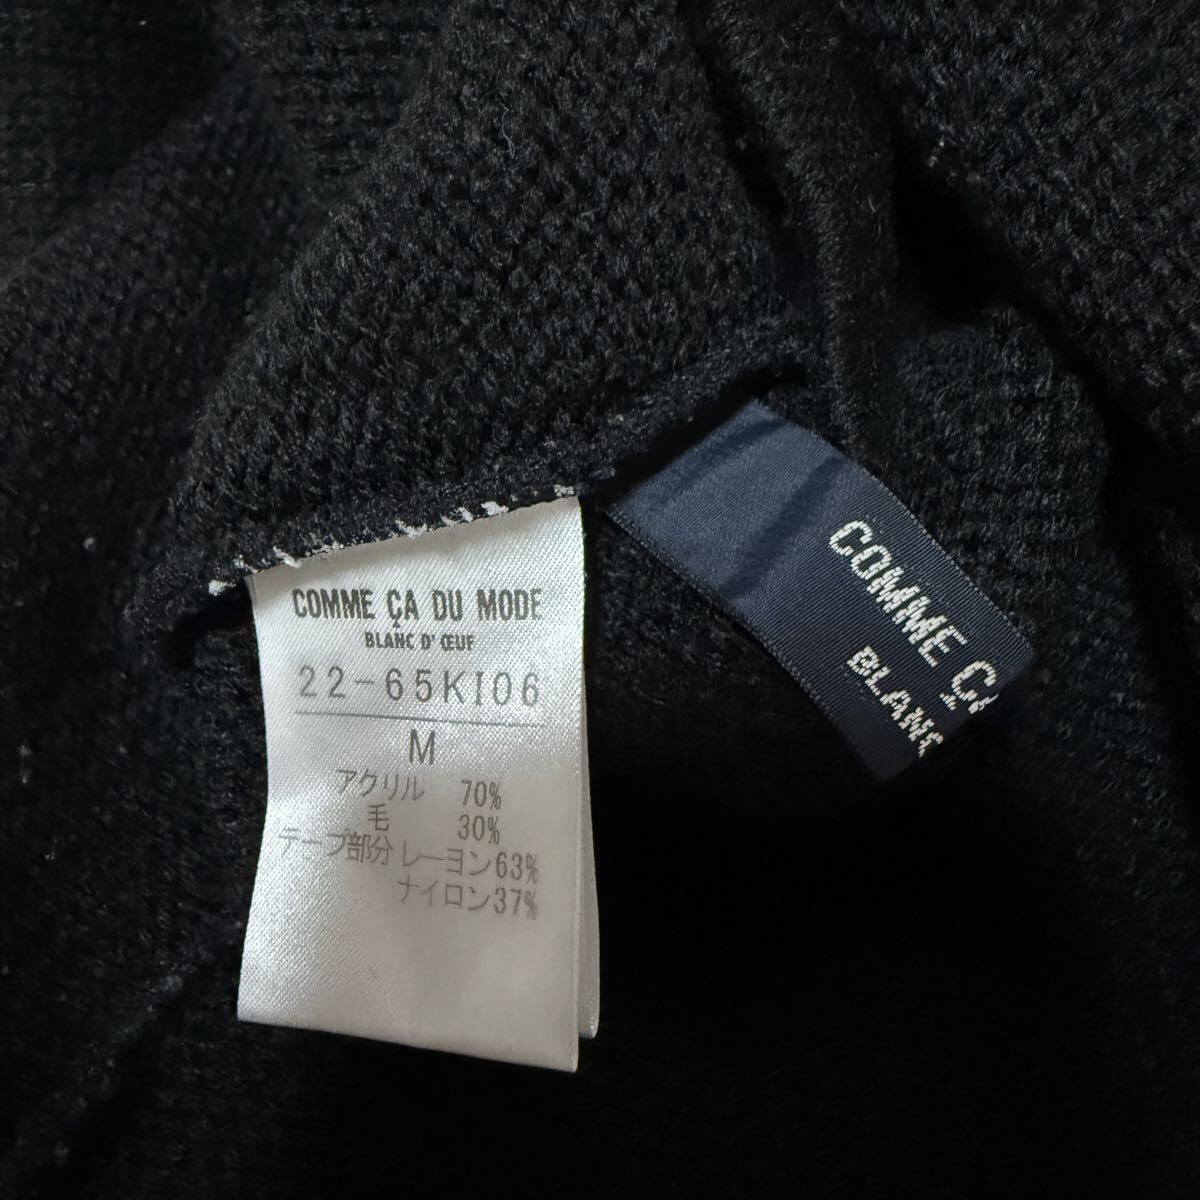 COMME ÇA DU MODE
BLANC D'ŒUF
22-65KI06
M
アクリル 70%
毛 30%
テープ部分 レーヨン63%
ナイロン37%
COMME ÇA
BLANC